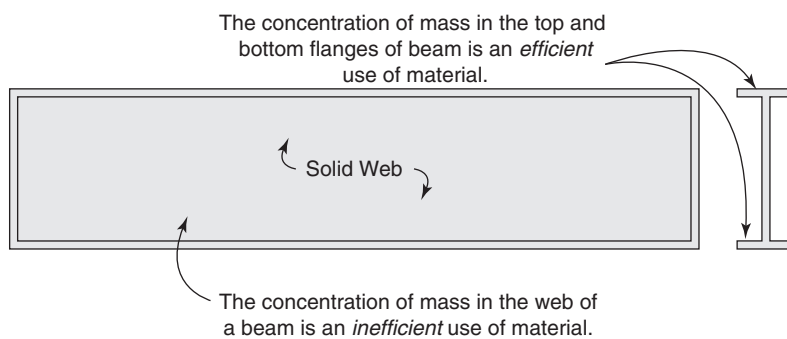 The concentration of mass in the top and
bottom flanges of beam is an efficient
use of material.
Solid Web
The concentration of mass in the web of
a beam is an inefficient use of material.